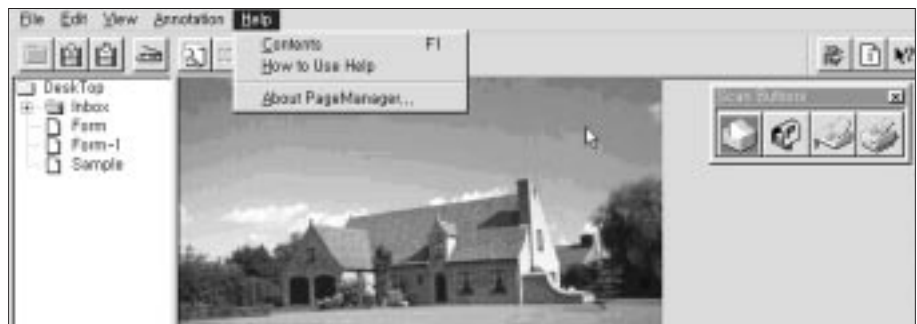 File Edit View Annotation Help
Contents F1
How to Use Help
About PageManager...
DeskTop
Inbox
Form
Form-1
Sample
Scan Buttons